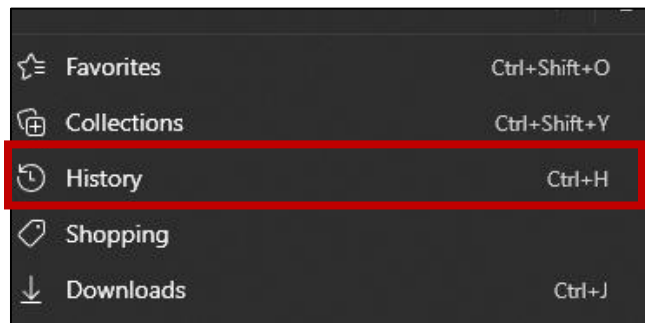 Favorites Ctrl+Shift+O
Collections Ctrl+Shift+Y
History Ctrl+H
Shopping
Downloads Ctrl+J